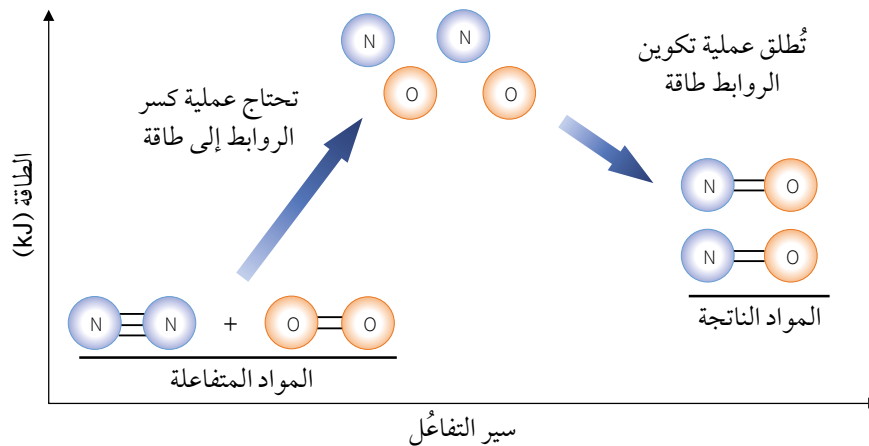 N N
O O
تُطلق عملية تكوين
الروابط طاقة
تحتاج عملية كسر
الروابط إلى طاقة
الطاقة (kJ)
N O
N O
المواد الناتجة
N N + O O
المواد المتفاعلة
سير التفاعُل